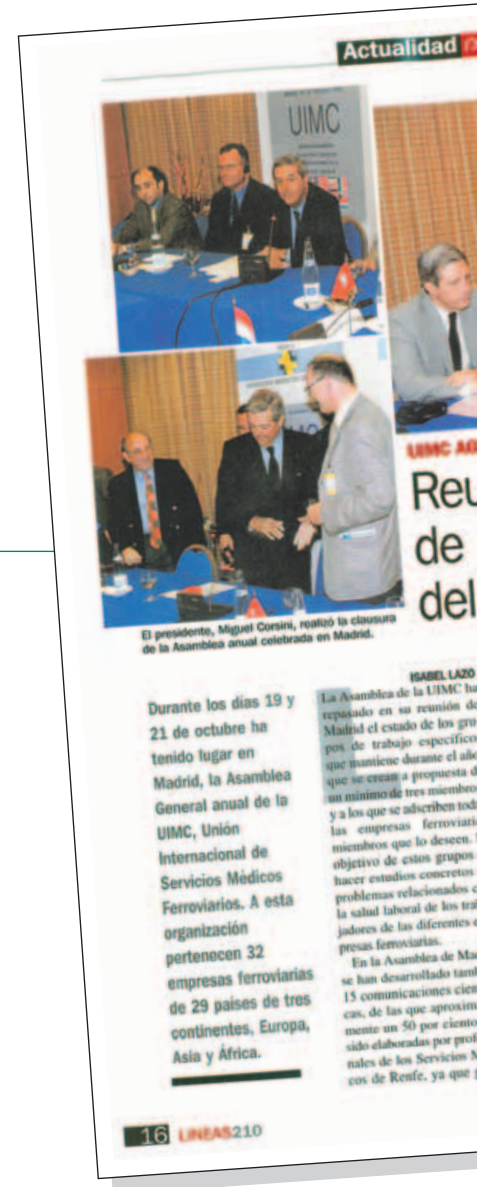 Actualidad
UIMC
UIMC AG
Reu
de
del
El presidente, Miguel Corsini, realizó la clausura
de la Asamblea anual celebrada en Madrid.
Durante los días 19 y
21 de octubre ha
tenido lugar en
Madrid, la Asamblea
General anual de la
UIMC, Unión
Internacional de
Servicios Médicos
Ferroviarios. A esta
organización
pertenecen 32
empresas ferroviarias
de 29 países de tres
continentes, Europa,
Asia y África.
ISABEL LAZO
La Asamblea de la UIMC ha
repasado en su reunión de
Madrid el estado de los gru-
pos de trabajo específico
que mantiene durante el año
que se crean a propuesta d
un mínimo de tres miembro
y a los que se adscriben toda
las empresas ferroviari
miembros que lo deseen.
objetivo de estos grupos
hacer estudios concretos
problemas relacionados c
la salud laboral de los tra
jadores de las diferentes e
presas ferroviarias.
En la Asamblea de Mad
se han desarrollado tamb
15 comunicaciones cien
cas, de las que aproxim
mente un 50 por ciento
sido elaboradas por prof
nales de los Servicios M
cos de Renfe, ya que g
16 LINEAS210